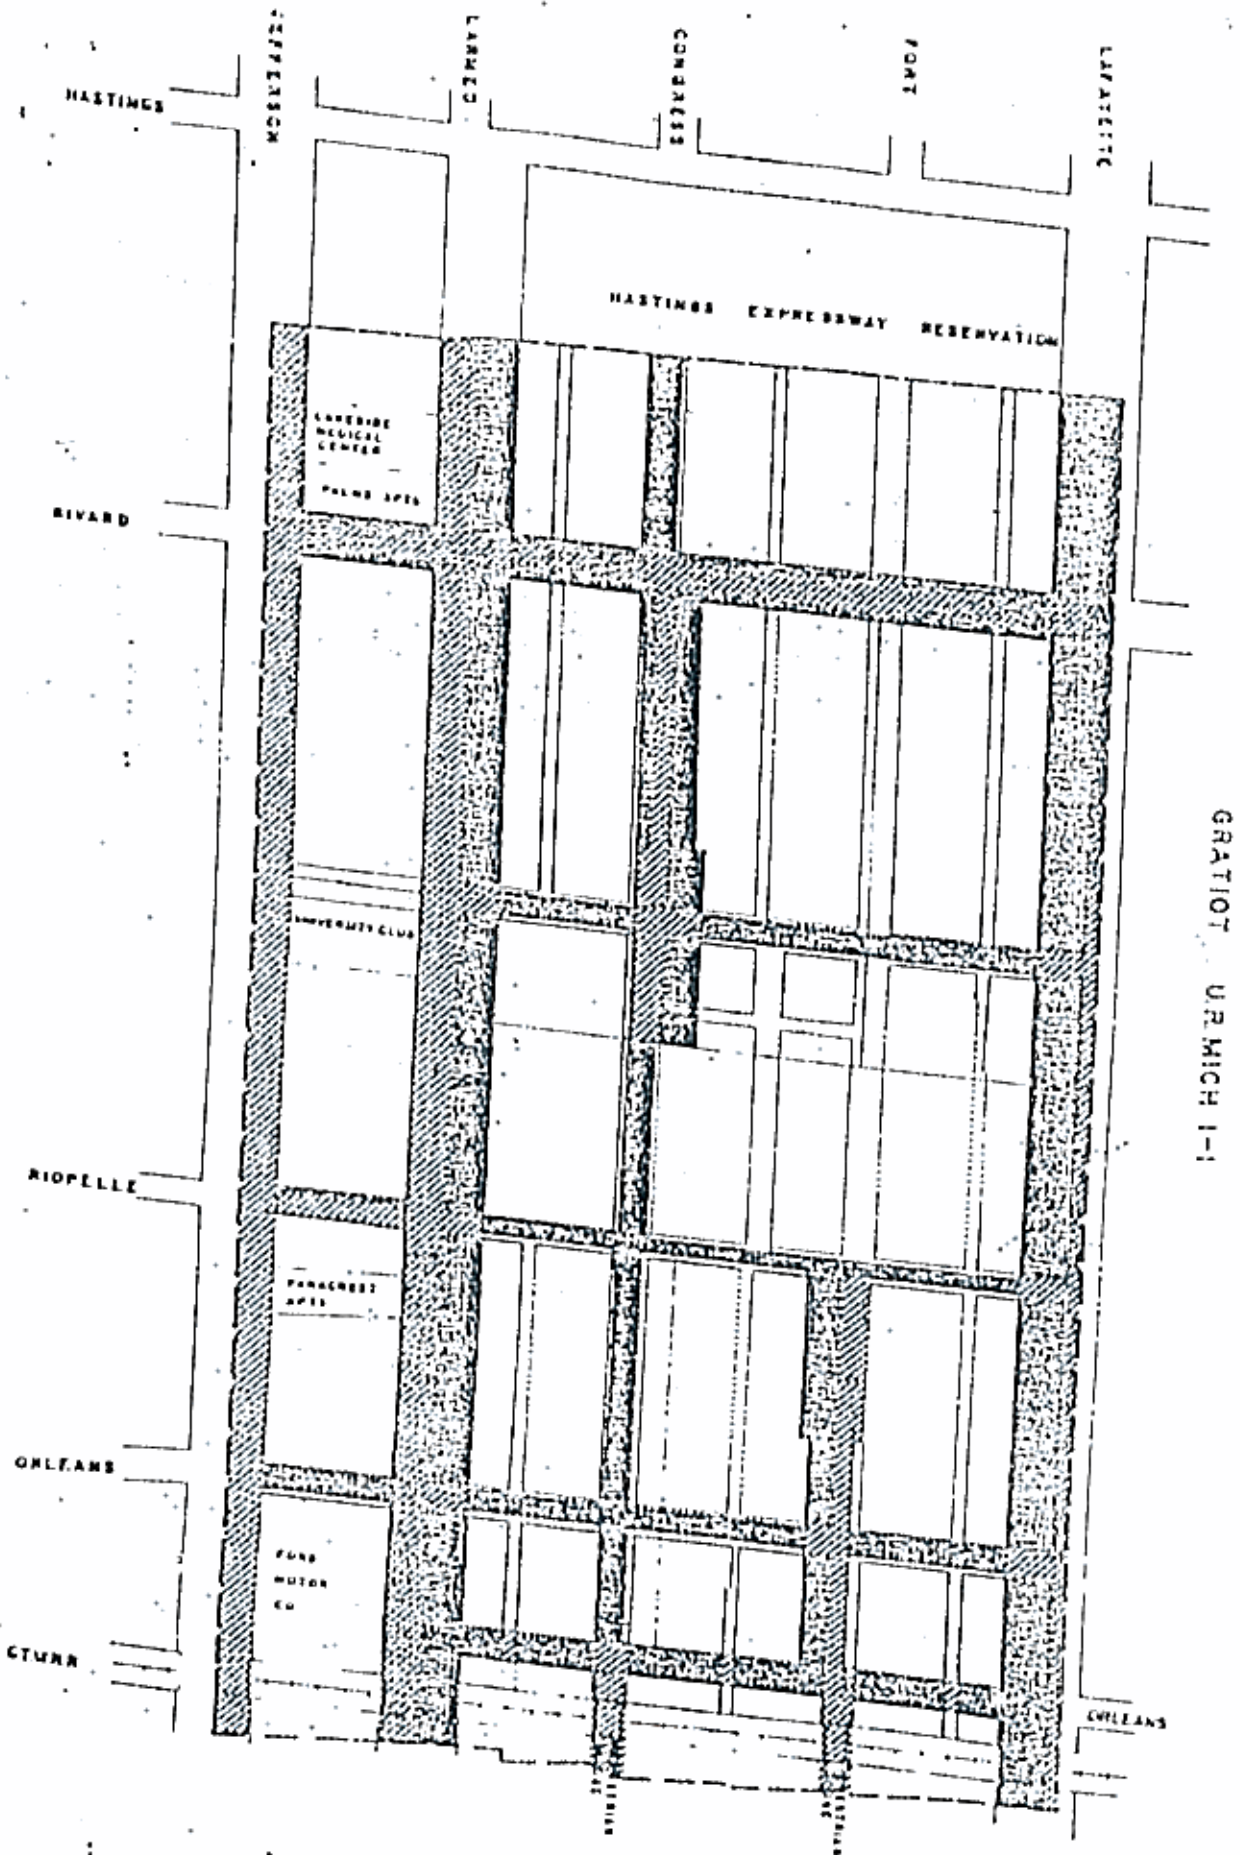 JEFFERSON
LARNED
CONGRESS
FORT
LAFAYETTE
HASTINGS
HASTINGS EXPRESSWAY RESERVATION
LAKESIDE
MEDICAL
CENTER
PALMS APTS
RIVARD
UNIVERSITY CLUB
GRATIOT U.R. MICH 1-1
RIOPELLE
PARKCREST
APTS
ORLEANS
FORD
MOTOR
CO
ORLEANS